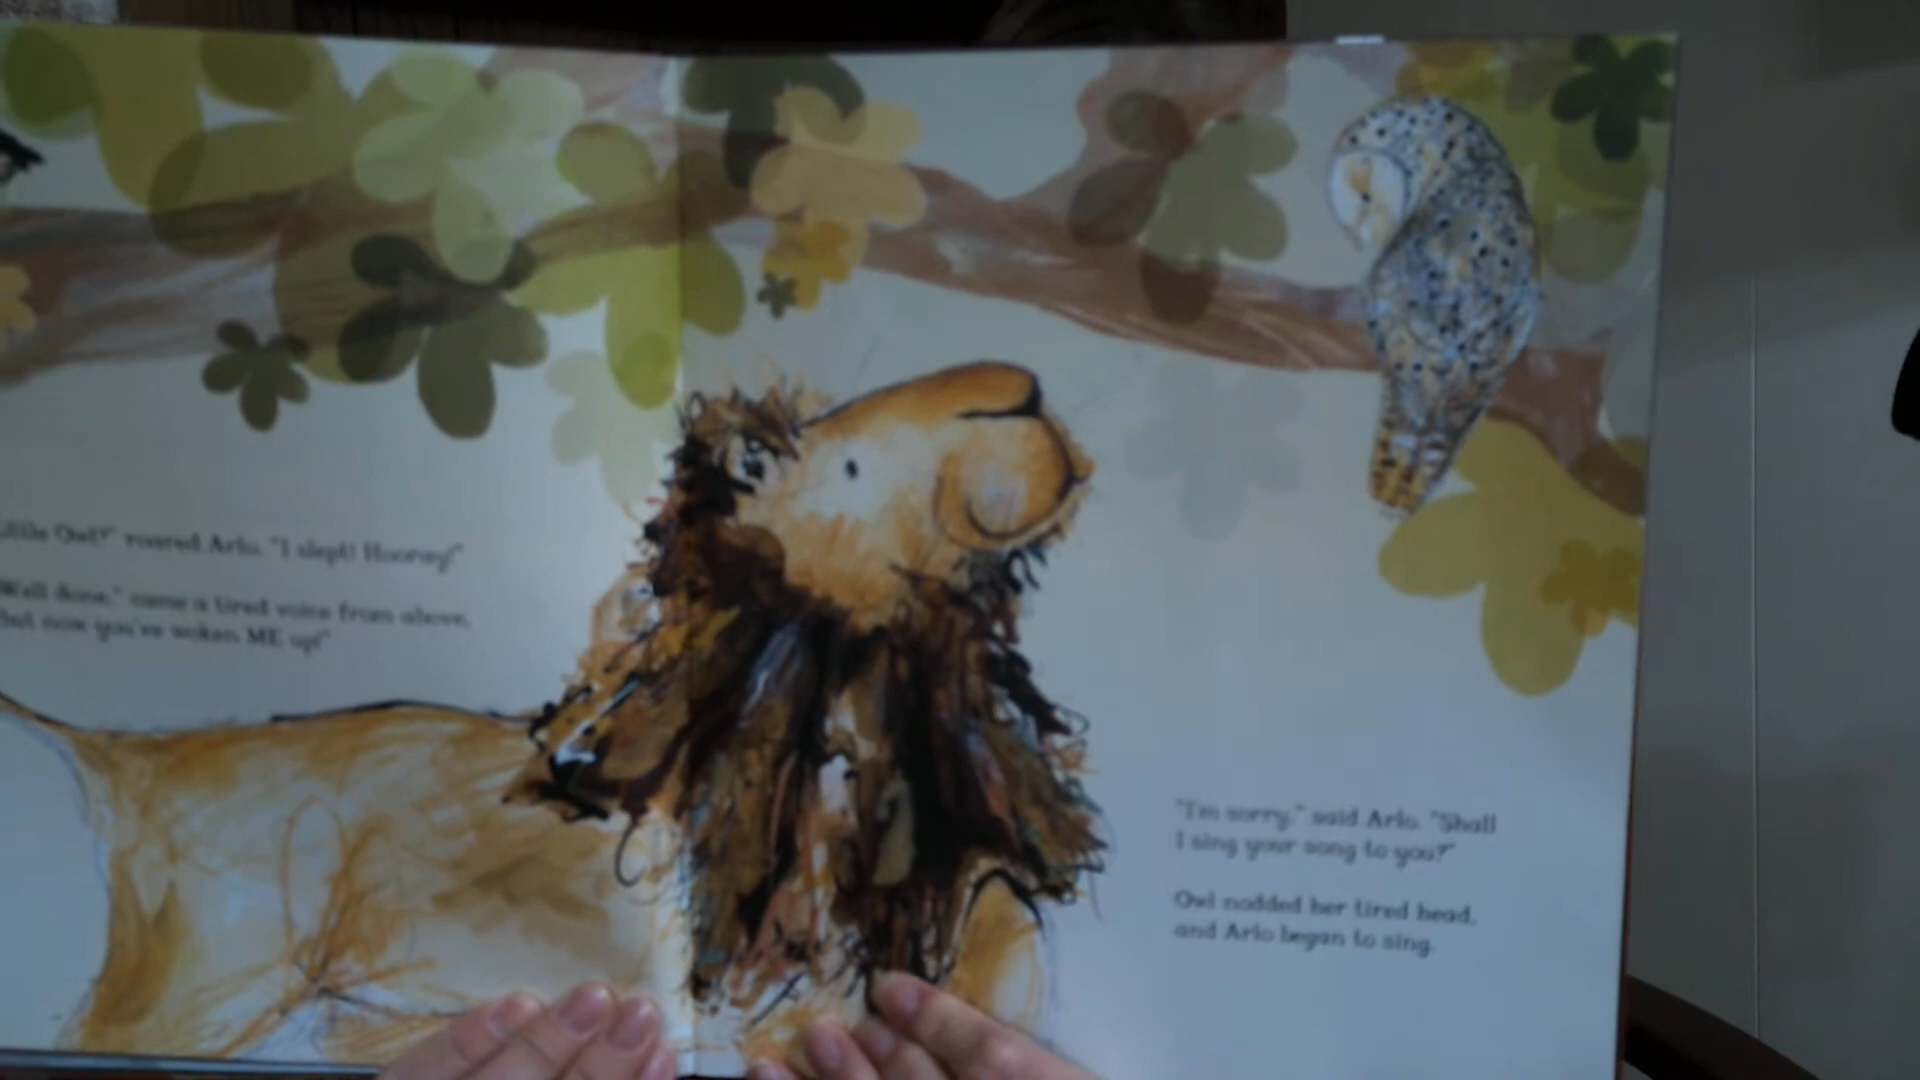 Little Owl?" roared Arlo. "I slept! Hooray!"
Well done," came a tired voice from above.
But now you've woken ME up!"
"I'm sorry," said Arlo. "Shall
I sing your song to you?"
Owl nodded her tired head,
and Arlo began to sing.